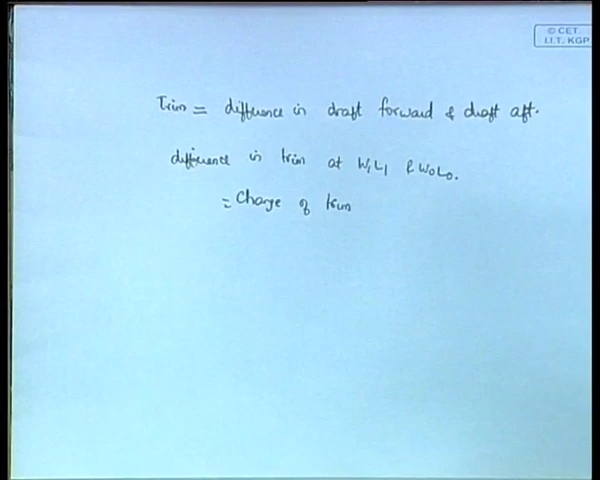 © CET
I.I.T. KGP
Trim = difference in draft forward & draft aft.
difference in trim at W₁L₁ & W₀L₀.
= Change of trim